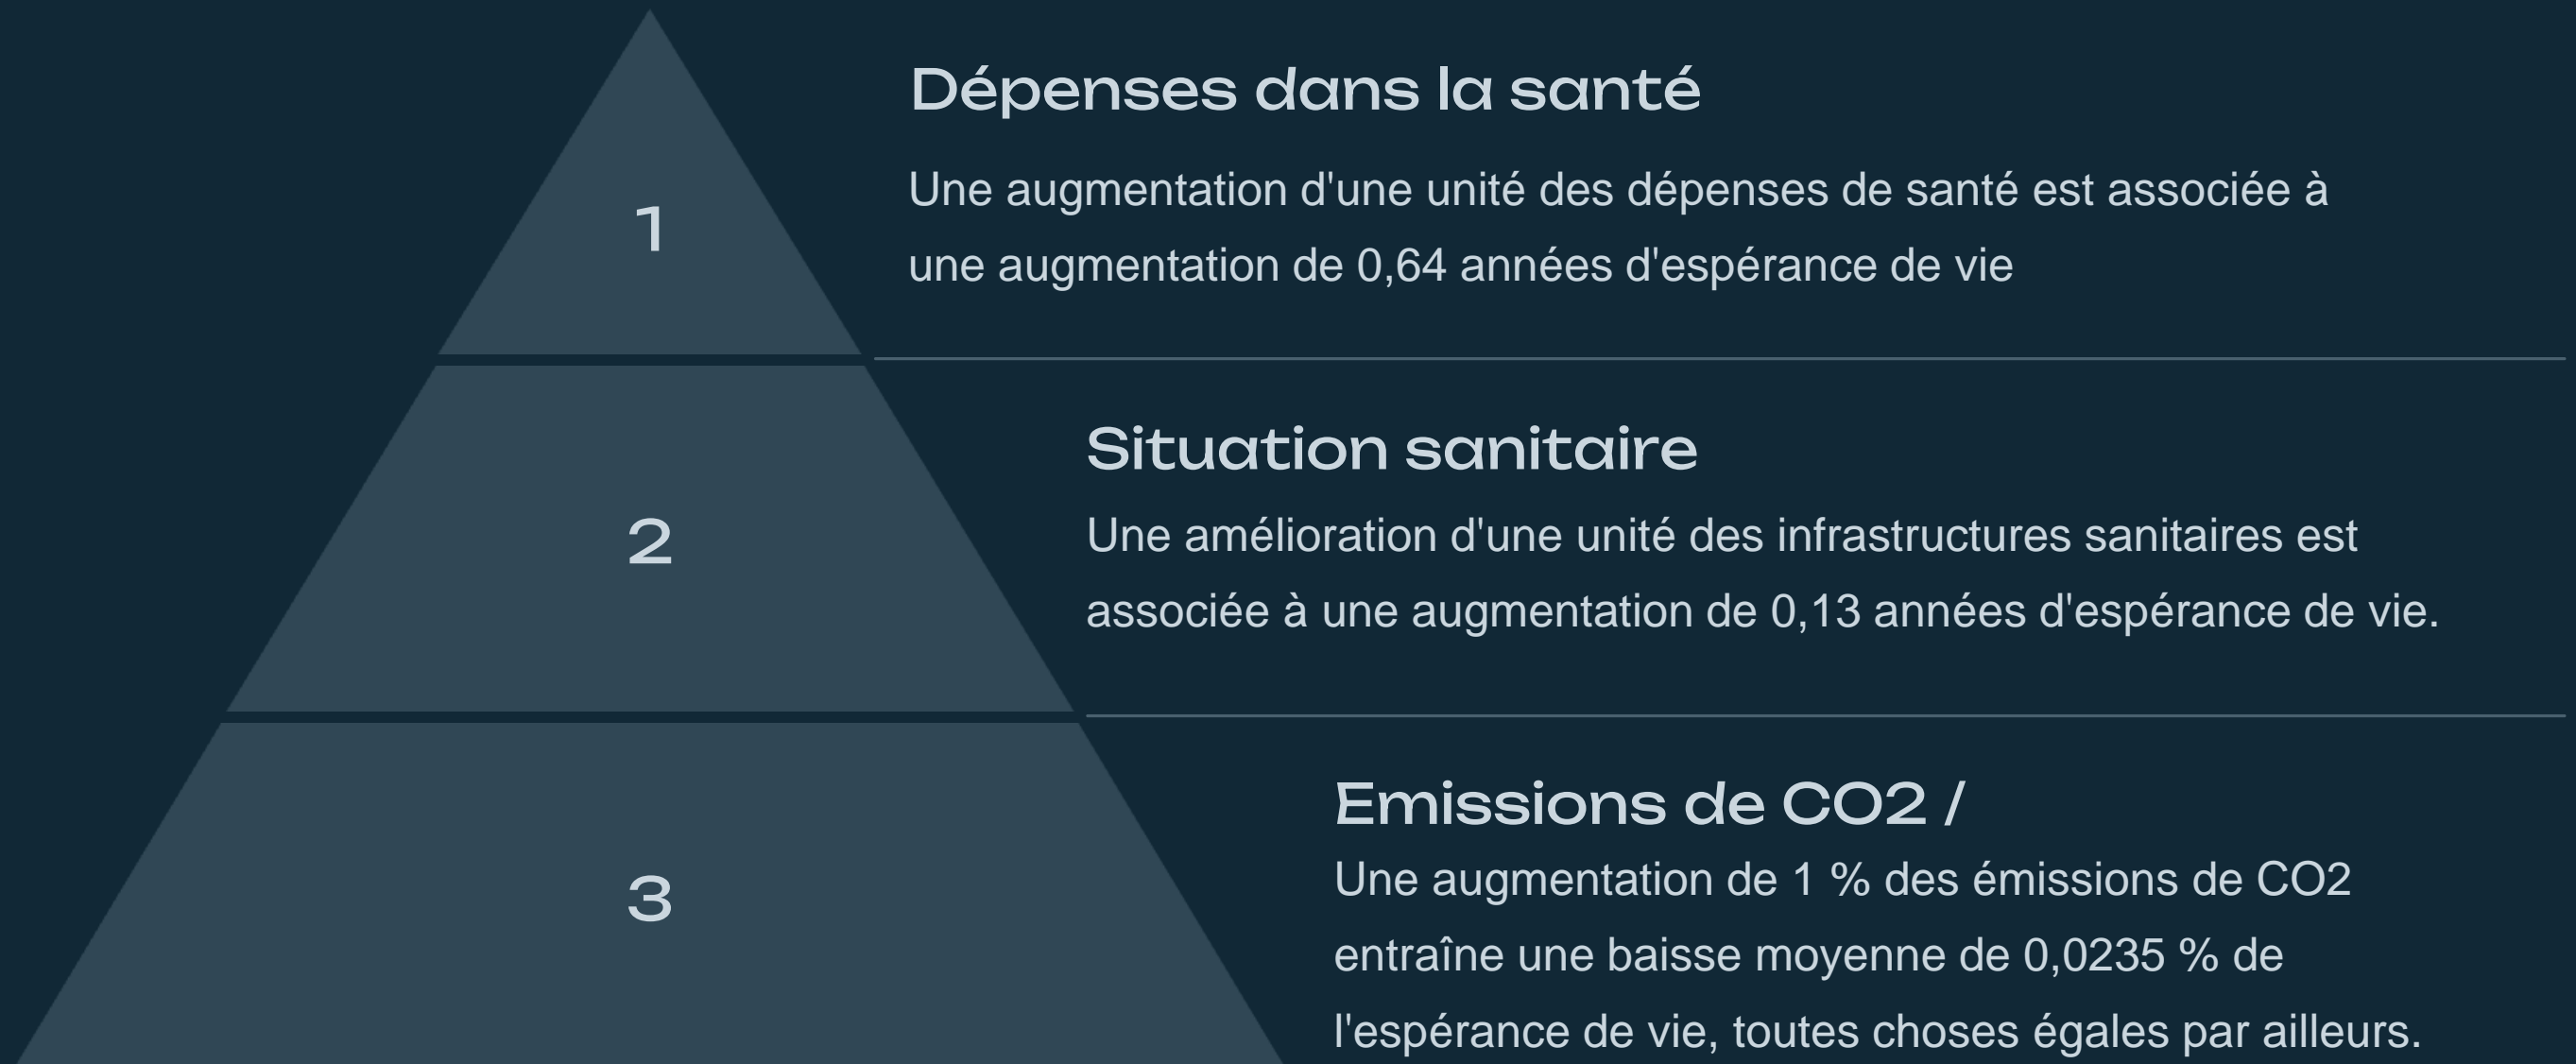 1
Dépenses dans la santé
Une augmentation d'une unité des dépenses de santé est associée à
une augmentation de 0,64 années d'espérance de vie
2
Situation sanitaire
Une amélioration d'une unité des infrastructures sanitaires est
associée à une augmentation de 0,13 années d'espérance de vie.
3
Emissions de CO2 /
Une augmentation de 1 % des émissions de CO2
entraîne une baisse moyenne de 0,0235 % de
l'espérance de vie, toutes choses égales par ailleurs.